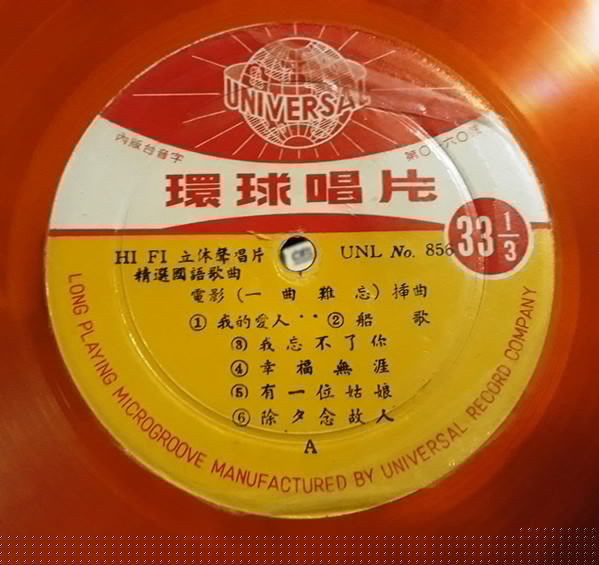 UNIVERSAL
內版台音字
第〇一六〇號
環球唱片
33 1/3
HI FI 立体聲唱片 UNL No. 856
精選國語歌曲
電影(一曲難忘)揷曲
① 我的愛人·· ② 船歌
③ 我忘不了你
④ 幸福無涯
⑤ 有一位姑娘
⑥ 除夕念故人
A
LONG PLAYING MICROGROOVE MANUFACTURED BY UNIVERSAL RECORD COMPANY